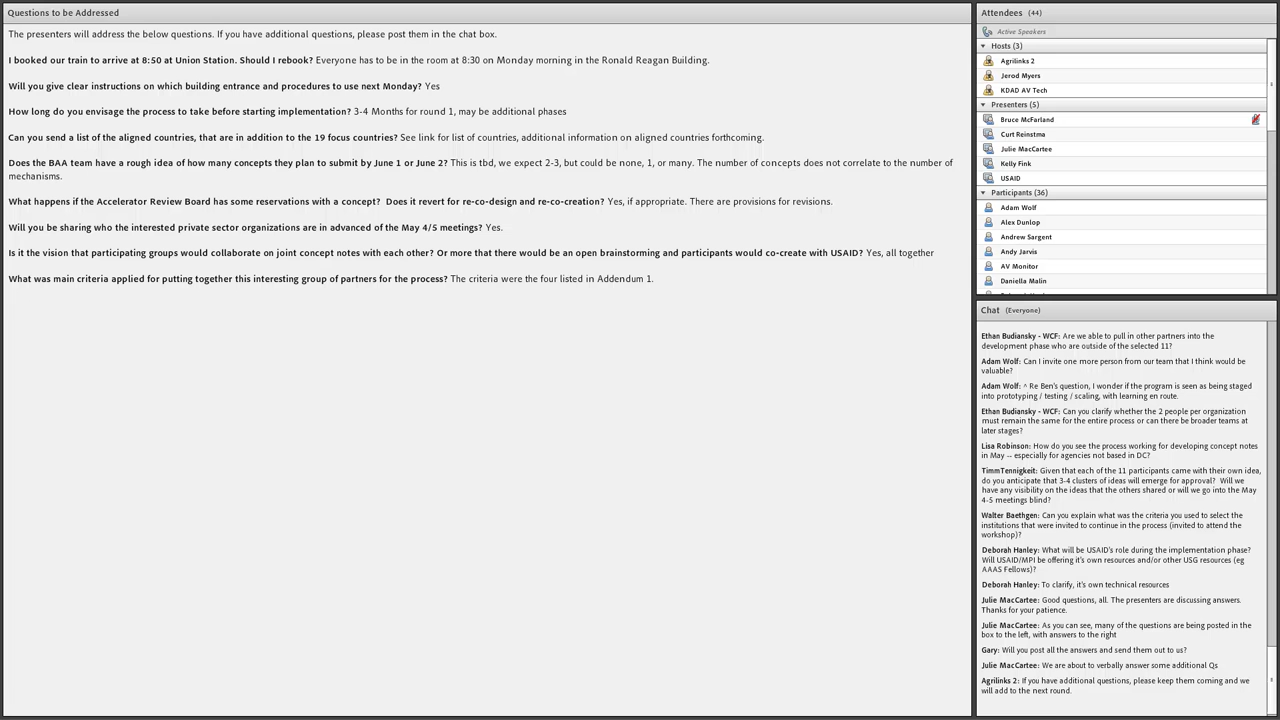 Questions to be Addressed
The presenters will address the below questions. If you have additional questions, please post them in the chat box.
I booked our train to arrive at 8:50 at Union Station. Should I rebook? Everyone has to be in the room at 8:30 on Monday morning in the Ronald Reagan Building.
Will you give clear instructions on which building entrance and procedures to use next Monday? Yes
How long do you envisage the process to take before starting implementation? 3-4 Months for round 1, may be additional phases
Can you send a list of the aligned countries, that are in addition to the 19 focus countries? See link for list of countries, additional information on aligned countries forthcoming.
Does the BAA team have a rough idea of how many concepts they plan to submit by June 1 or June 2? This is tbd, we expect 2-3, but could be none, 1, or many. The number of concepts does not correlate to the number of
mechanisms.
What happens if the Accelerator Review Board has some reservations with a concept?  Does it revert for re-co-design and re-co-creation? Yes, if appropriate. There are provisions for revisions.
Will you be sharing who the interested private sector organizations are in advanced of the May 4/5 meetings? Yes.
Is it the vision that participating groups would collaborate on joint concept notes with each other? Or more that there would be an open brainstorming and participants would co-create with USAID? Yes, all together
What was main criteria applied for putting together this interesting group of partners for the process? The criteria were the four listed in Addendum 1.
Attendees (44)
Active Speakers
Hosts (3)
Agrilinks 2
Jerod Myers
KDAD AV Tech
Presenters (5)
Bruce McFarland
Curt Reinstma
Julie MacCartee
Kelly Fink
USAID
Participants (36)
Adam Wolf
Alex Dunlop
Andrew Sargent
Andy Jarvis
AV Monitor
Daniella Malin
Chat (Everyone)
Ethan Budiansky - WCF: Are we able to pull in other partners into the
development phase who are outside of the selected 11?
Adam Wolf: Can I invite one more person from our team that I think would be
valuable?
Adam Wolf: ^ Re Ben's question, I wonder if the program is seen as being staged
into prototyping / testing / scaling, with learning en route.
Ethan Budiansky - WCF: Can you clarify whether the 2 people per organization
must remain the same for the entire process or can there be broader teams at
later stages?
Lisa Robinson: How do you see the process working for developing concept notes
in May -- especially for agencies not based in DC?
TimmTennigkeit: Given that each of the 11 participants came with their own idea,
do you anticipate that 3-4 clusters of ideas will emerge for approval?  Will we
have any visibility on the ideas that the others shared or will we go into the May
4-5 meetings blind?
Walter Baethgen: Can you explain what was the criteria you used to select the
institutions that were invited to continue in the process (invited to attend the
workshop)?
Deborah Hanley: What will be USAID's role during the implementation phase?
Will USAID/MPI be offering it's own resources and/or other USG resources (eg
AAAS Fellows)?
Deborah Hanley: To clarify, it's own technical resources
Julie MacCartee: Good questions, all. The presenters are discussing answers.
Thanks for your patience.
Julie MacCartee: As you can see, many of the questions are being posted in the
box to the left, with answers to the right
Gary: Will you post all the answers and send them out to us?
Julie MacCartee: We are about to verbally answer some additional Qs
Agrilinks 2: If you have additional questions, please keep them coming and we
will add to the next round.